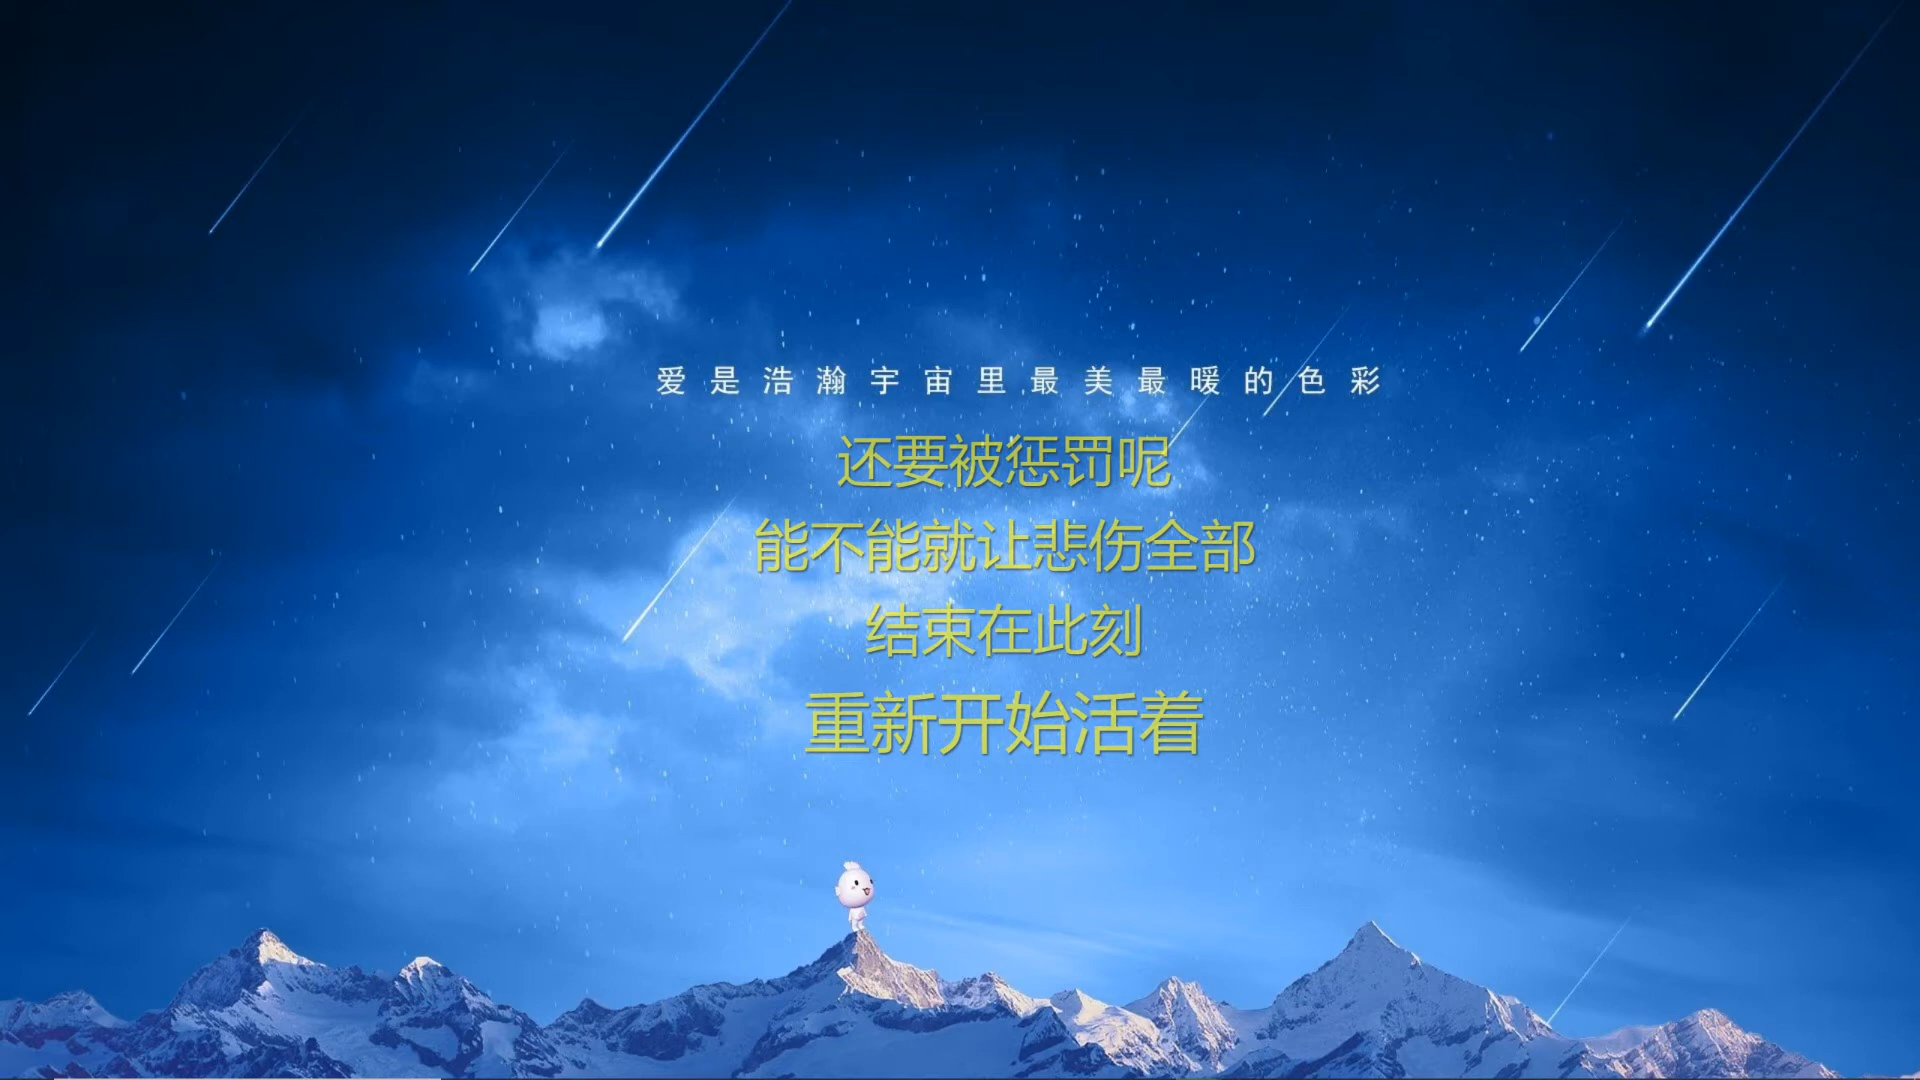 爱是浩瀚宇宙里最美最暖的色彩
还要被惩罚呢
能不能就让悲伤全部
结束在此刻
重新开始活着